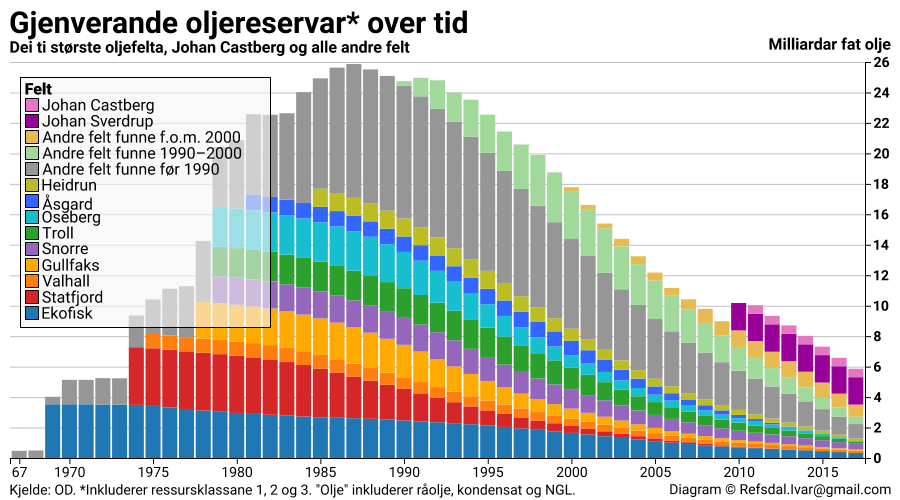 Gjenverande oljereservar* over tid
Dei ti største oljefelta, Johan Castberg og alle andre felt
Milliardar fat olje
Felt
Johan Castberg
Johan Sverdrup
Andre felt funne f.o.m. 2000
Andre felt funne 1990–2000
Andre felt funne før 1990
Heidrun
Åsgard
Oseberg
Troll
Snorre
Gullfaks
Valhall
Statfjord
Ekofisk
26
24
22
20
18
16
14
12
10
8
6
4
2
0
67 1970 1975 1980 1985 1990 1995 2000 2005 2010 2015
Kjelde: OD. *Inkluderer ressursklassane 1, 2 og 3. "Olje" inkluderer råolje, kondensat og NGL.
Diagram © Refsdal.Ivar@gmail.com